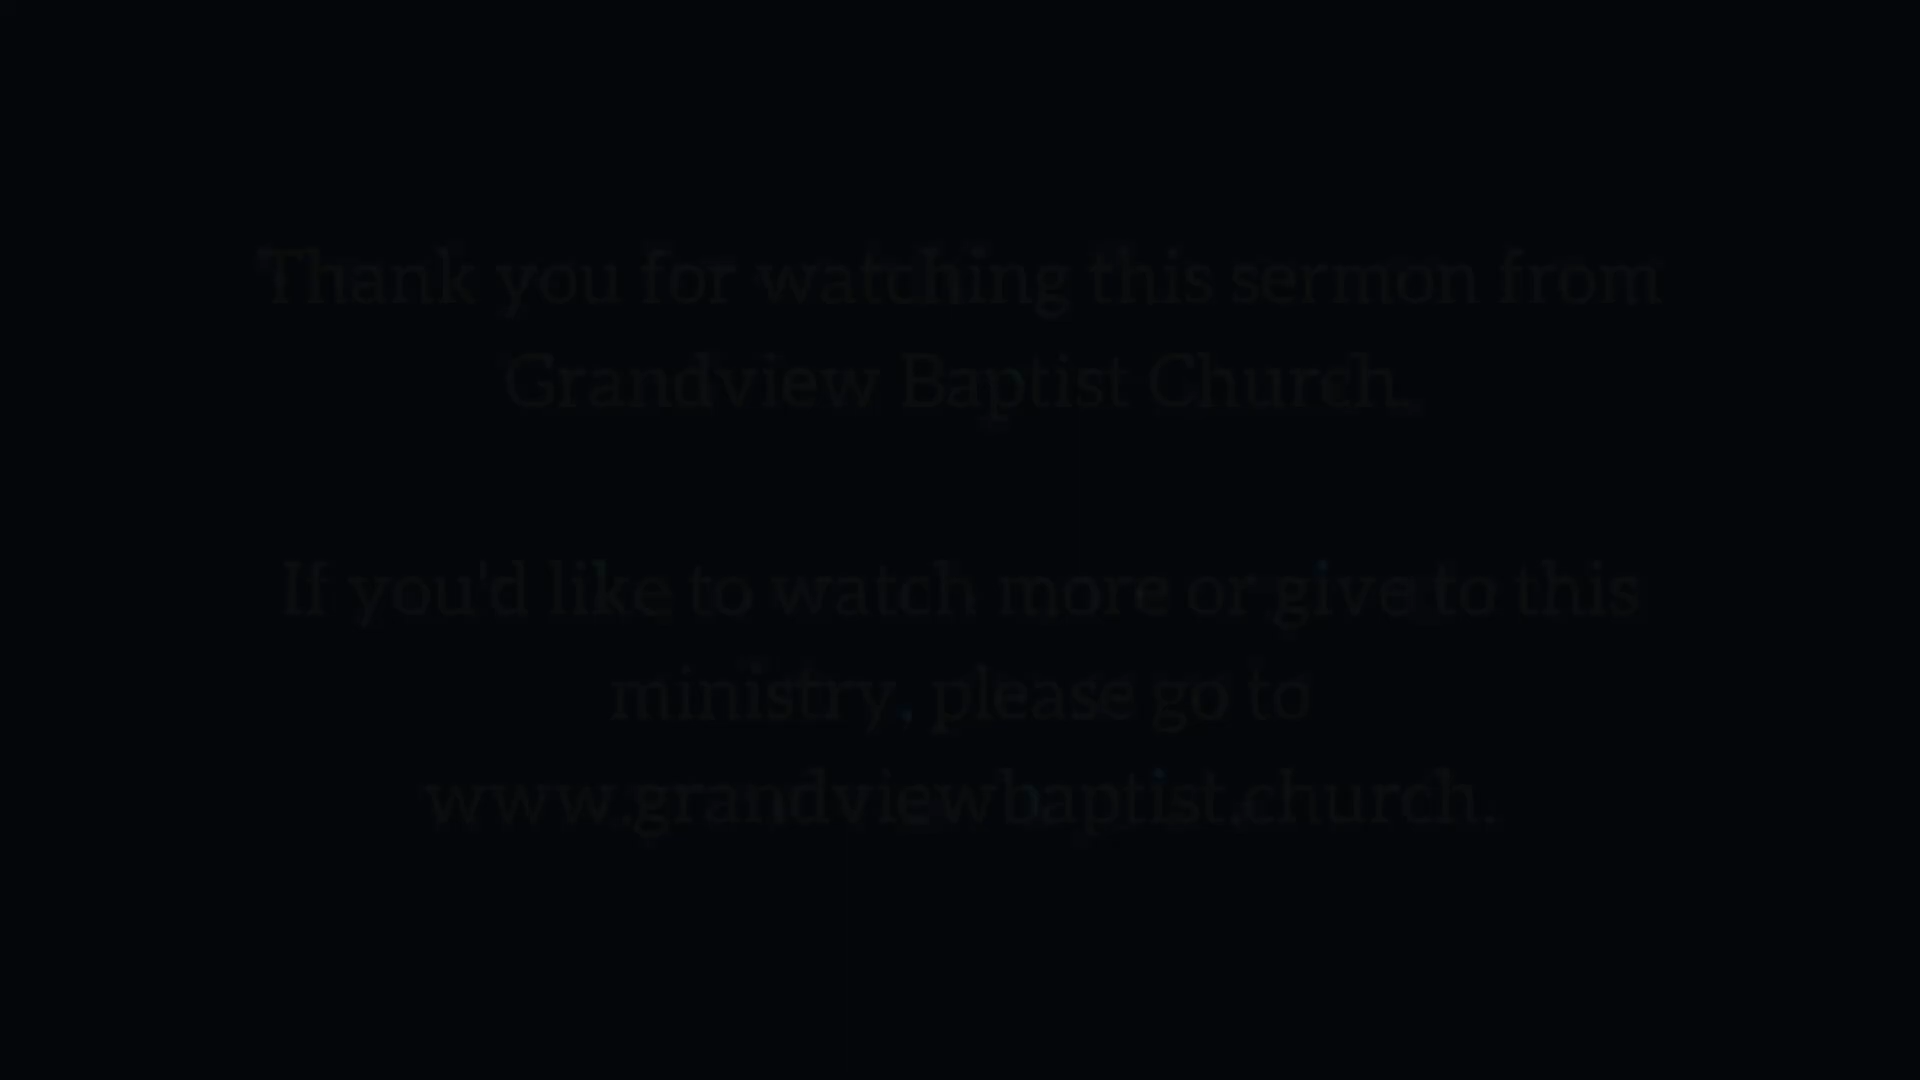 Thank you for watching this sermon from
Grandview Baptist Church.
If you'd like to watch more or give to this
ministry, please go to
www.grandviewbaptist.church.